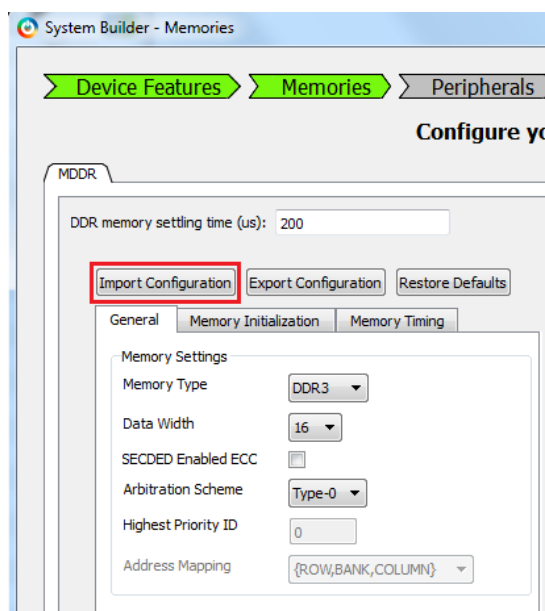 System Builder - Memories
Device Features Memories Peripherals
Configure yo
MDDR
DDR memory settling time (us): 200
Import Configuration Export Configuration Restore Defaults
General Memory Initialization Memory Timing
Memory Settings
Memory Type DDR3
Data Width 16
SECDED Enabled ECC
Arbitration Scheme Type-0
Highest Priority ID 0
Address Mapping {ROW,BANK,COLUMN}